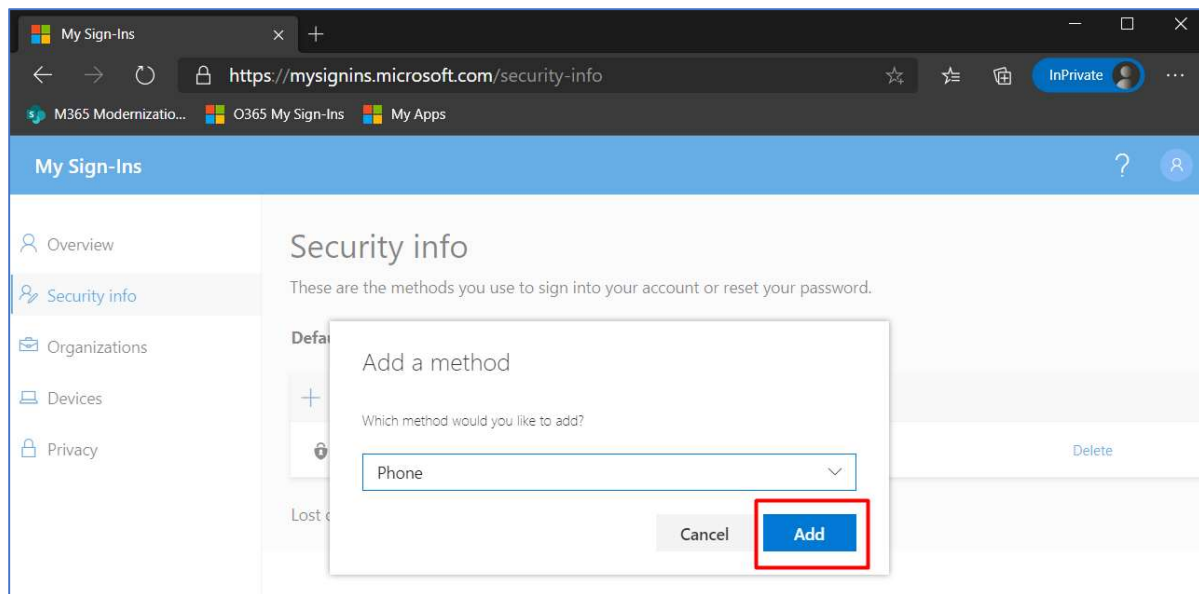 My Sign-Ins
https://mysignins.microsoft.com/security-info
InPrivate
M365 Modernizatio...
O365 My Sign-Ins
My Apps
My Sign-Ins
?
Overview
Security info
Organizations
Devices
Privacy
Security info
These are the methods you use to sign into your account or reset your password.
Add a method
Which method would you like to add?
Phone
Cancel
Add
Delete
Lost